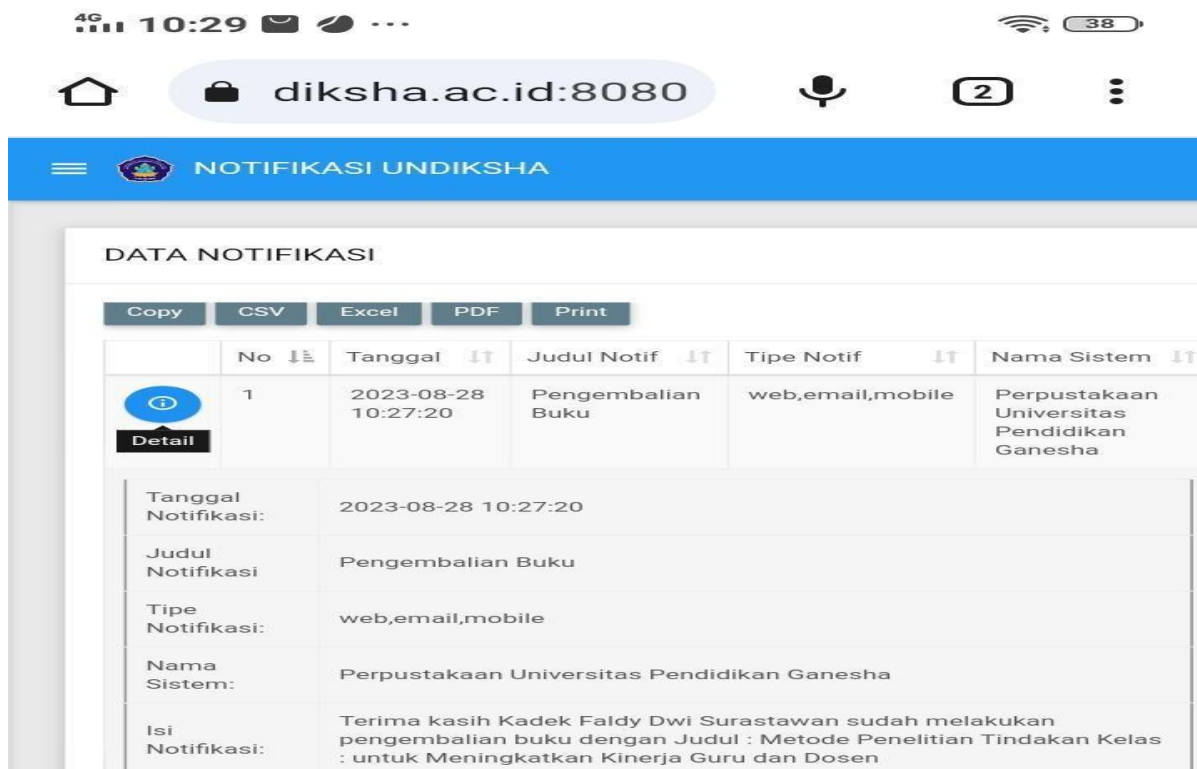 4G 10:29 38
diksha.ac.id:8080 2
NOTIFIKASI UNDIKSHA
DATA NOTIFIKASI
Copy CSV Excel PDF Print
No Tanggal Judul Notif Tipe Notif Nama Sistem
1 2023-08-28 Pengembalian web,email,mobile Perpustakaan
10:27:20 Buku Universitas
Detail Pendidikan
Ganesha
Tanggal
Notifikasi: 2023-08-28 10:27:20
Judul
Notifikasi Pengembalian Buku
Tipe
Notifikasi: web,email,mobile
Nama
Sistem: Perpustakaan Universitas Pendidikan Ganesha
Isi
Notifikasi:
Terima kasih Kadek Faldy Dwi Surastawan sudah melakukan
pengembalian buku dengan Judul : Metode Penelitian Tindakan Kelas
: untuk Meningkatkan Kinerja Guru dan Dosen